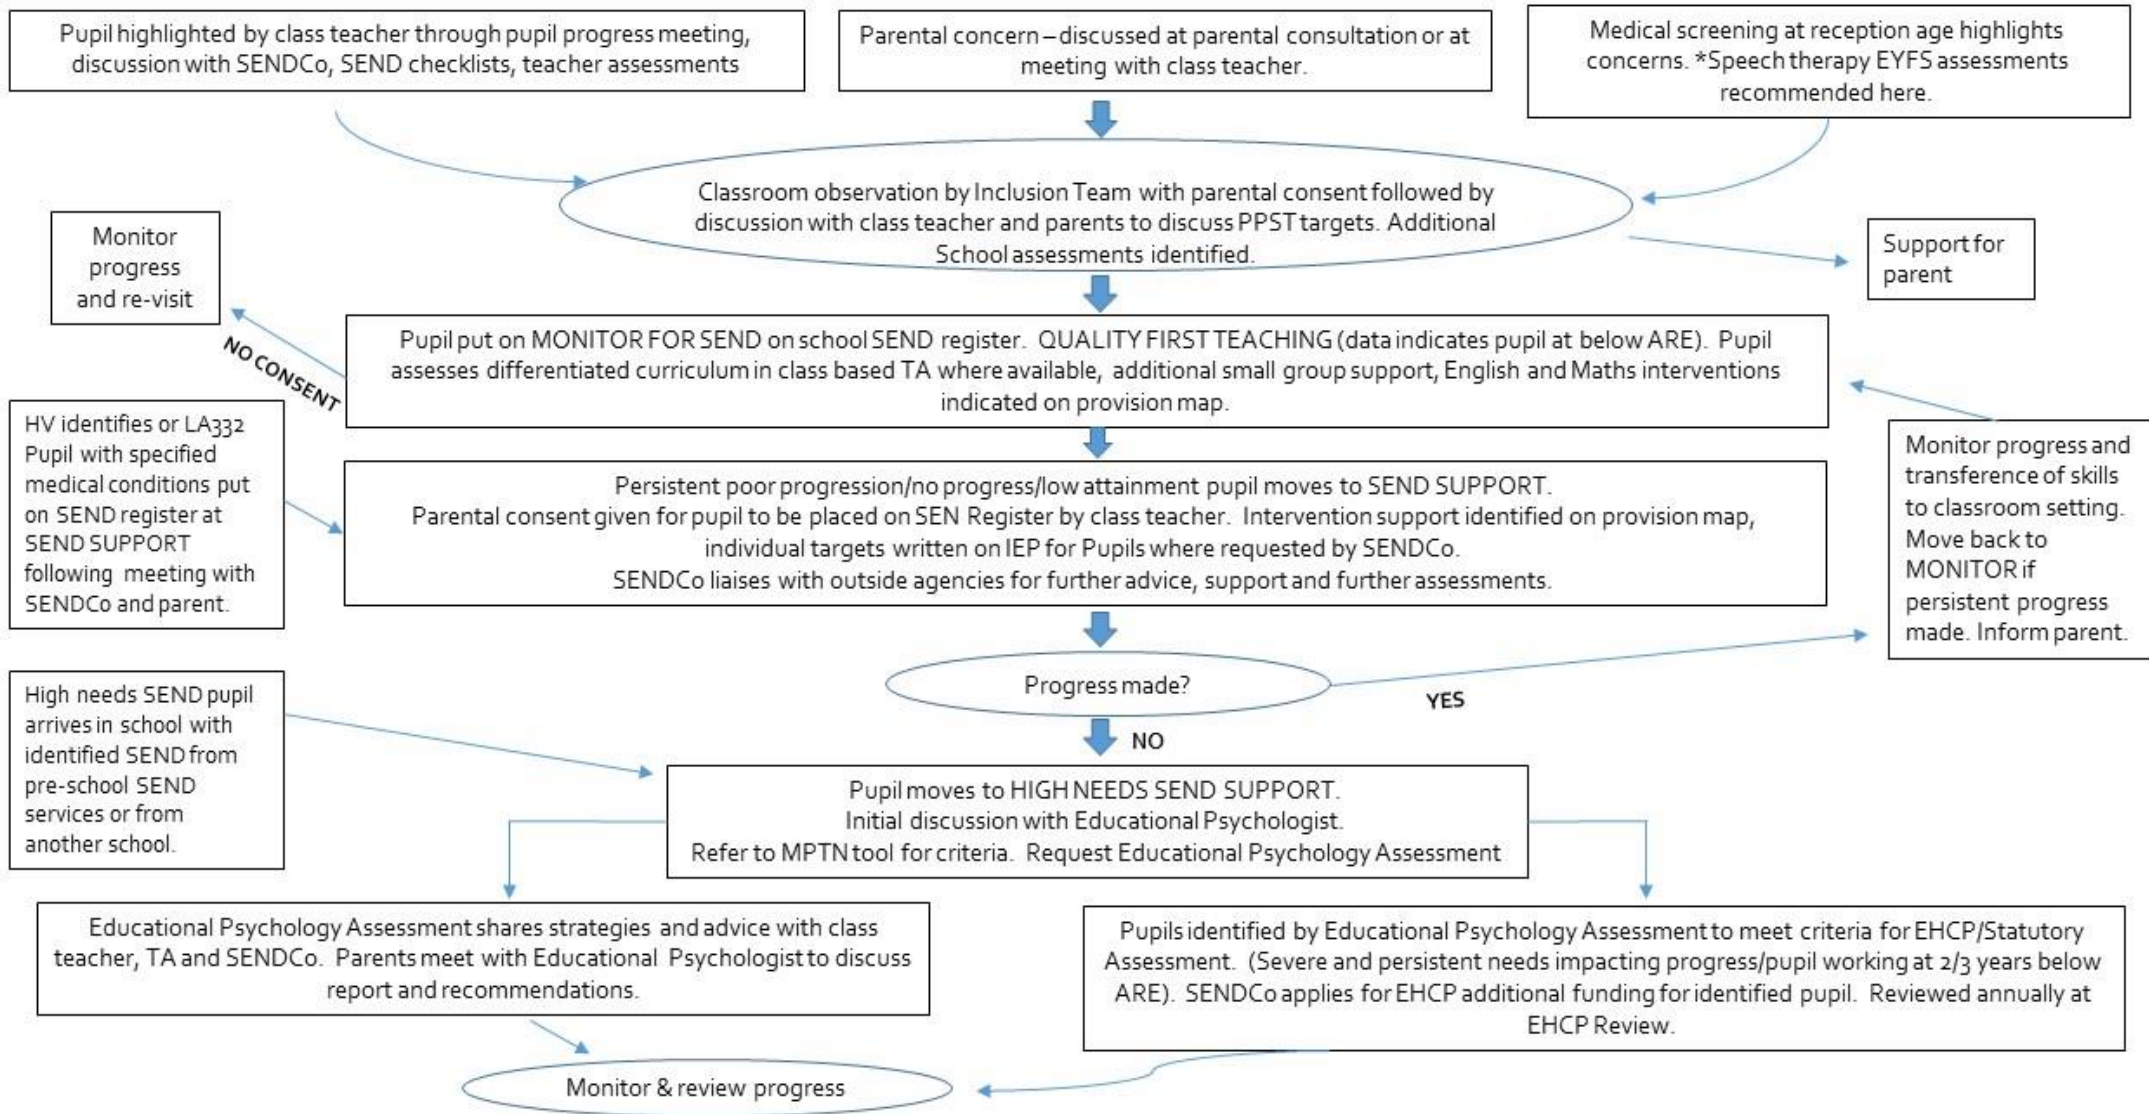 Pupil highlighted by class teacher through pupil progress meeting,
discussion with SENDCo, SEND checklists, teacher assessments
Parental concern – discussed at parental consultation or at
meeting with class teacher.
Medical screening at reception age highlights
concerns. *Speech therapy EYFS assessments
recommended here.
Classroom observation by Inclusion Team with parental consent followed by
discussion with class teacher and parents to discuss PPST targets. Additional
School assessments identified.
Monitor
progress
and re-visit
Support for
parent
NO CONSENT
Pupil put on MONITOR FOR SEND on school SEND register. QUALITY FIRST TEACHING (data indicates pupil at below ARE). Pupil
assesses differentiated curriculum in class based TA where available, additional small group support, English and Maths interventions
indicated on provision map.
HV identifies or LA332
Pupil with specified
medical conditions put
on SEND register at
SEND SUPPORT
following meeting with
SENDCo and parent.
Persistent poor progression/no progress/low attainment pupil moves to SEND SUPPORT.
Parental consent given for pupil to be placed on SEN Register by class teacher. Intervention support identified on provision map,
individual targets written on IEP for Pupils where requested by SENDCo.
SENDCo liaises with outside agencies for further advice, support and further assessments.
Monitor progress and
transference of skills
to classroom setting.
Move back to
MONITOR if
persistent progress
made. Inform parent.
Progress made?
YES
NO
High needs SEND pupil
arrives in school with
identified SEND from
pre-school SEND
services or from
another school.
Pupil moves to HIGH NEEDS SEND SUPPORT.
Initial discussion with Educational Psychologist.
Refer to MPTN tool for criteria. Request Educational Psychology Assessment
Educational Psychology Assessment shares strategies and advice with class
teacher, TA and SENDCo. Parents meet with Educational Psychologist to discuss
report and recommendations.
Pupils identified by Educational Psychology Assessment to meet criteria for EHCP/Statutory
Assessment. (Severe and persistent needs impacting progress/pupil working at 2/3 years below
ARE). SENDCo applies for EHCP additional funding for identified pupil. Reviewed annually at
EHCP Review.
Monitor & review progress